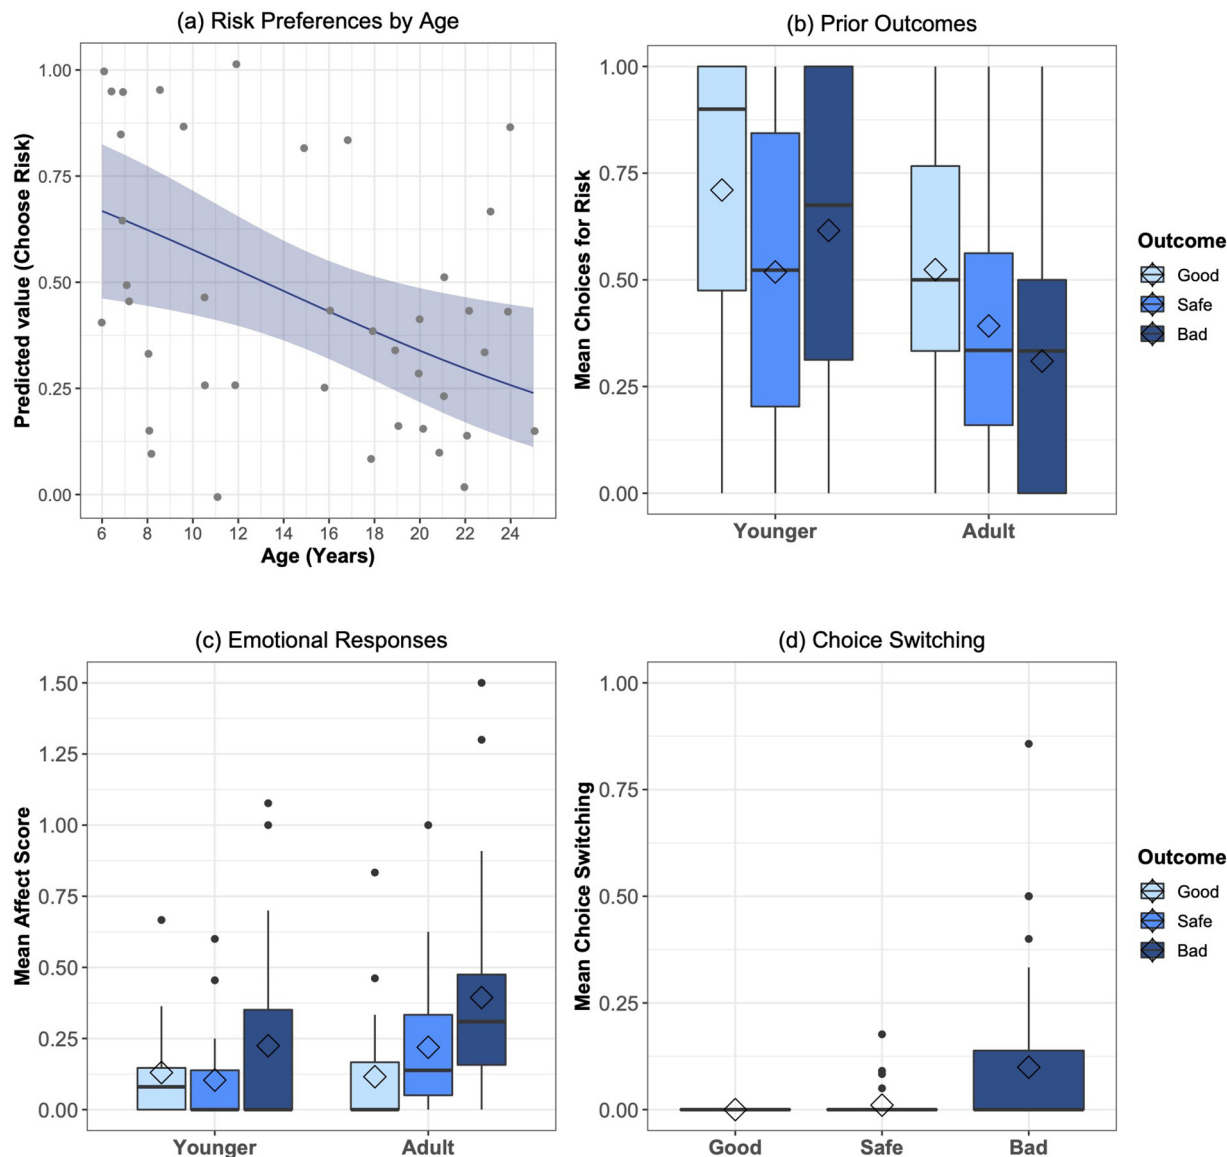 (a) Risk Preferences by Age
Predicted value (Choose Risk)
1.00
0.75
0.50
0.25
0.00
6 8 10 12 14 16 18 20 22 24
Age (Years)
(b) Prior Outcomes
Mean Choices for Risk
1.00
0.75
0.50
0.25
0.00
Younger Adult
Outcome
Good
Safe
Bad
(c) Emotional Responses
Mean Affect Score
1.50
1.25
1.00
0.75
0.50
0.25
0.00
Younger Adult
(d) Choice Switching
Mean Choice Switching
1.00
0.75
0.50
0.25
0.00
Good Safe Bad
Outcome
Good
Safe
Bad